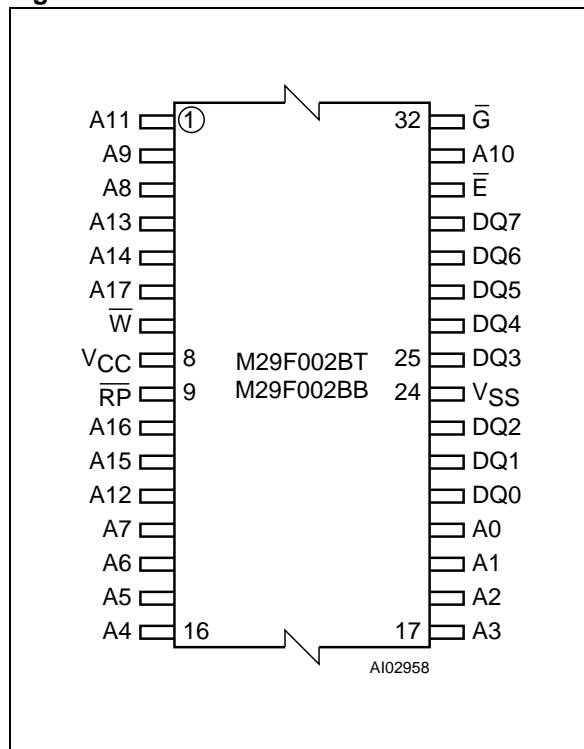 A11 1 32 G̅
A9 A10
A8 E̅
A13 DQ7
A14 DQ6
A17 DQ5
W̅ DQ4
VCC 8 M29F002BT 25 DQ3
R̅P̅ 9 M29F002BB 24 VSS
A16 DQ2
A15 DQ1
A12 DQ0
A7 A0
A6 A1
A5 A2
A4 16 17 A3
AI02958